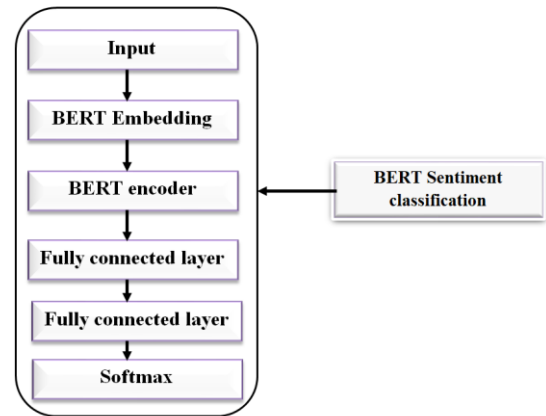 Input
BERT Embedding
BERT encoder
Fully connected layer
Fully connected layer
Softmax
BERT Sentiment
classification